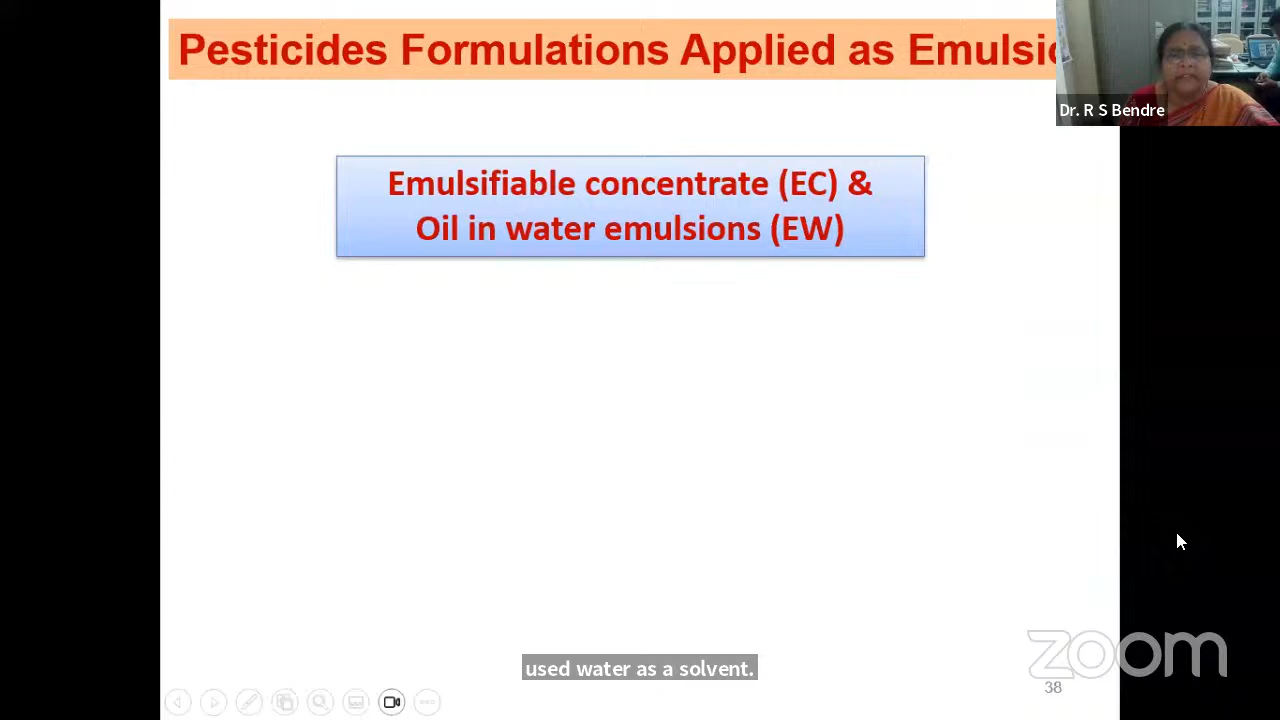 Pesticides Formulations Applied as Emulsio
Dr. R S Bendre
Emulsifiable concentrate (EC) &
Oil in water emulsions (EW)
used water as a solvent.
zoom
38